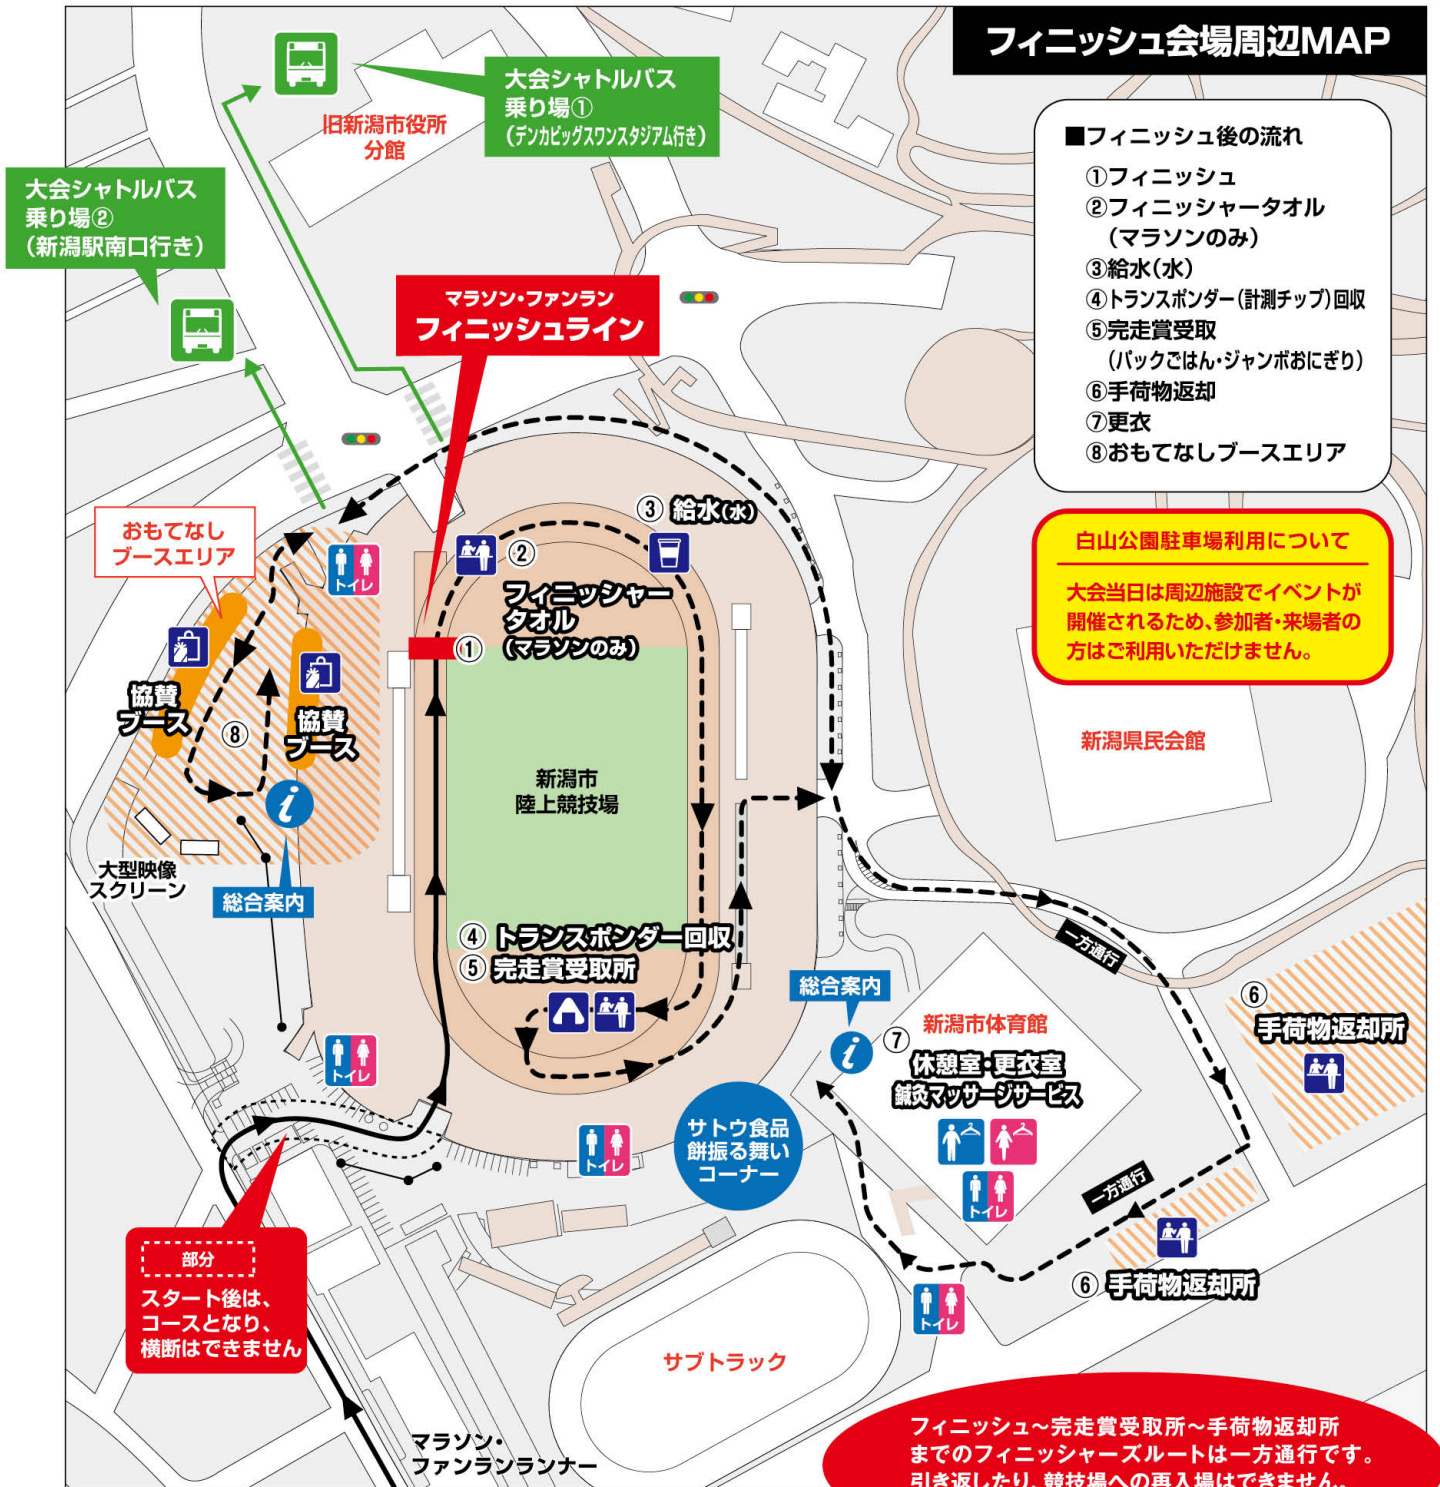 フィニッシュ会場周辺MAP
大会シャトルバス
乗り場①
(デンカビッグスワンスタジアム行き)
旧新潟市役所
分館
大会シャトルバス
乗り場②
(新潟駅南口行き)
■フィニッシュ後の流れ
①フィニッシュ
②フィニッシャータオル
(マラソンのみ)
③給水(水)
④トランスポンダー(計測チップ)回収
⑤完走賞受取
(パックごはん・ジャンボおにぎり)
⑥手荷物返却
⑦更衣
⑧おもてなしブースエリア
マラソン・ファンラン
フィニッシュライン
白山公園駐車場利用について
大会当日は周辺施設でイベントが
開催されるため、参加者・来場者の
方はご利用いただけません。
おもてなし
ブースエリア
トイレ
③ 給水(水)
②
フィニッシャー
タオル
(マラソンのみ)
①
協賛
ブース
協賛
ブース
⑧
新潟県民会館
新潟市
陸上競技場
大型映像
スクリーン
総合案内
④ トランスポンダー回収
⑤ 完走賞受取所
一方通行
総合案内
⑥
手荷物返却所
新潟市体育館
⑦
休憩室・更衣室
鍼灸マッサージサービス
トイレ
トイレ
サトウ食品
餅振る舞い
コーナー
トイレ
一方通行
⑥ 手荷物返却所
トイレ
部分
スタート後は、
コースとなり、
横断はできません
サブトラック
マラソン・
ファンランランナー
フィニッシュ～完走賞受取所～手荷物返却所
までのフィニッシャーズルートは一方通行です。
引き返したり、競技場への再入場はできません。